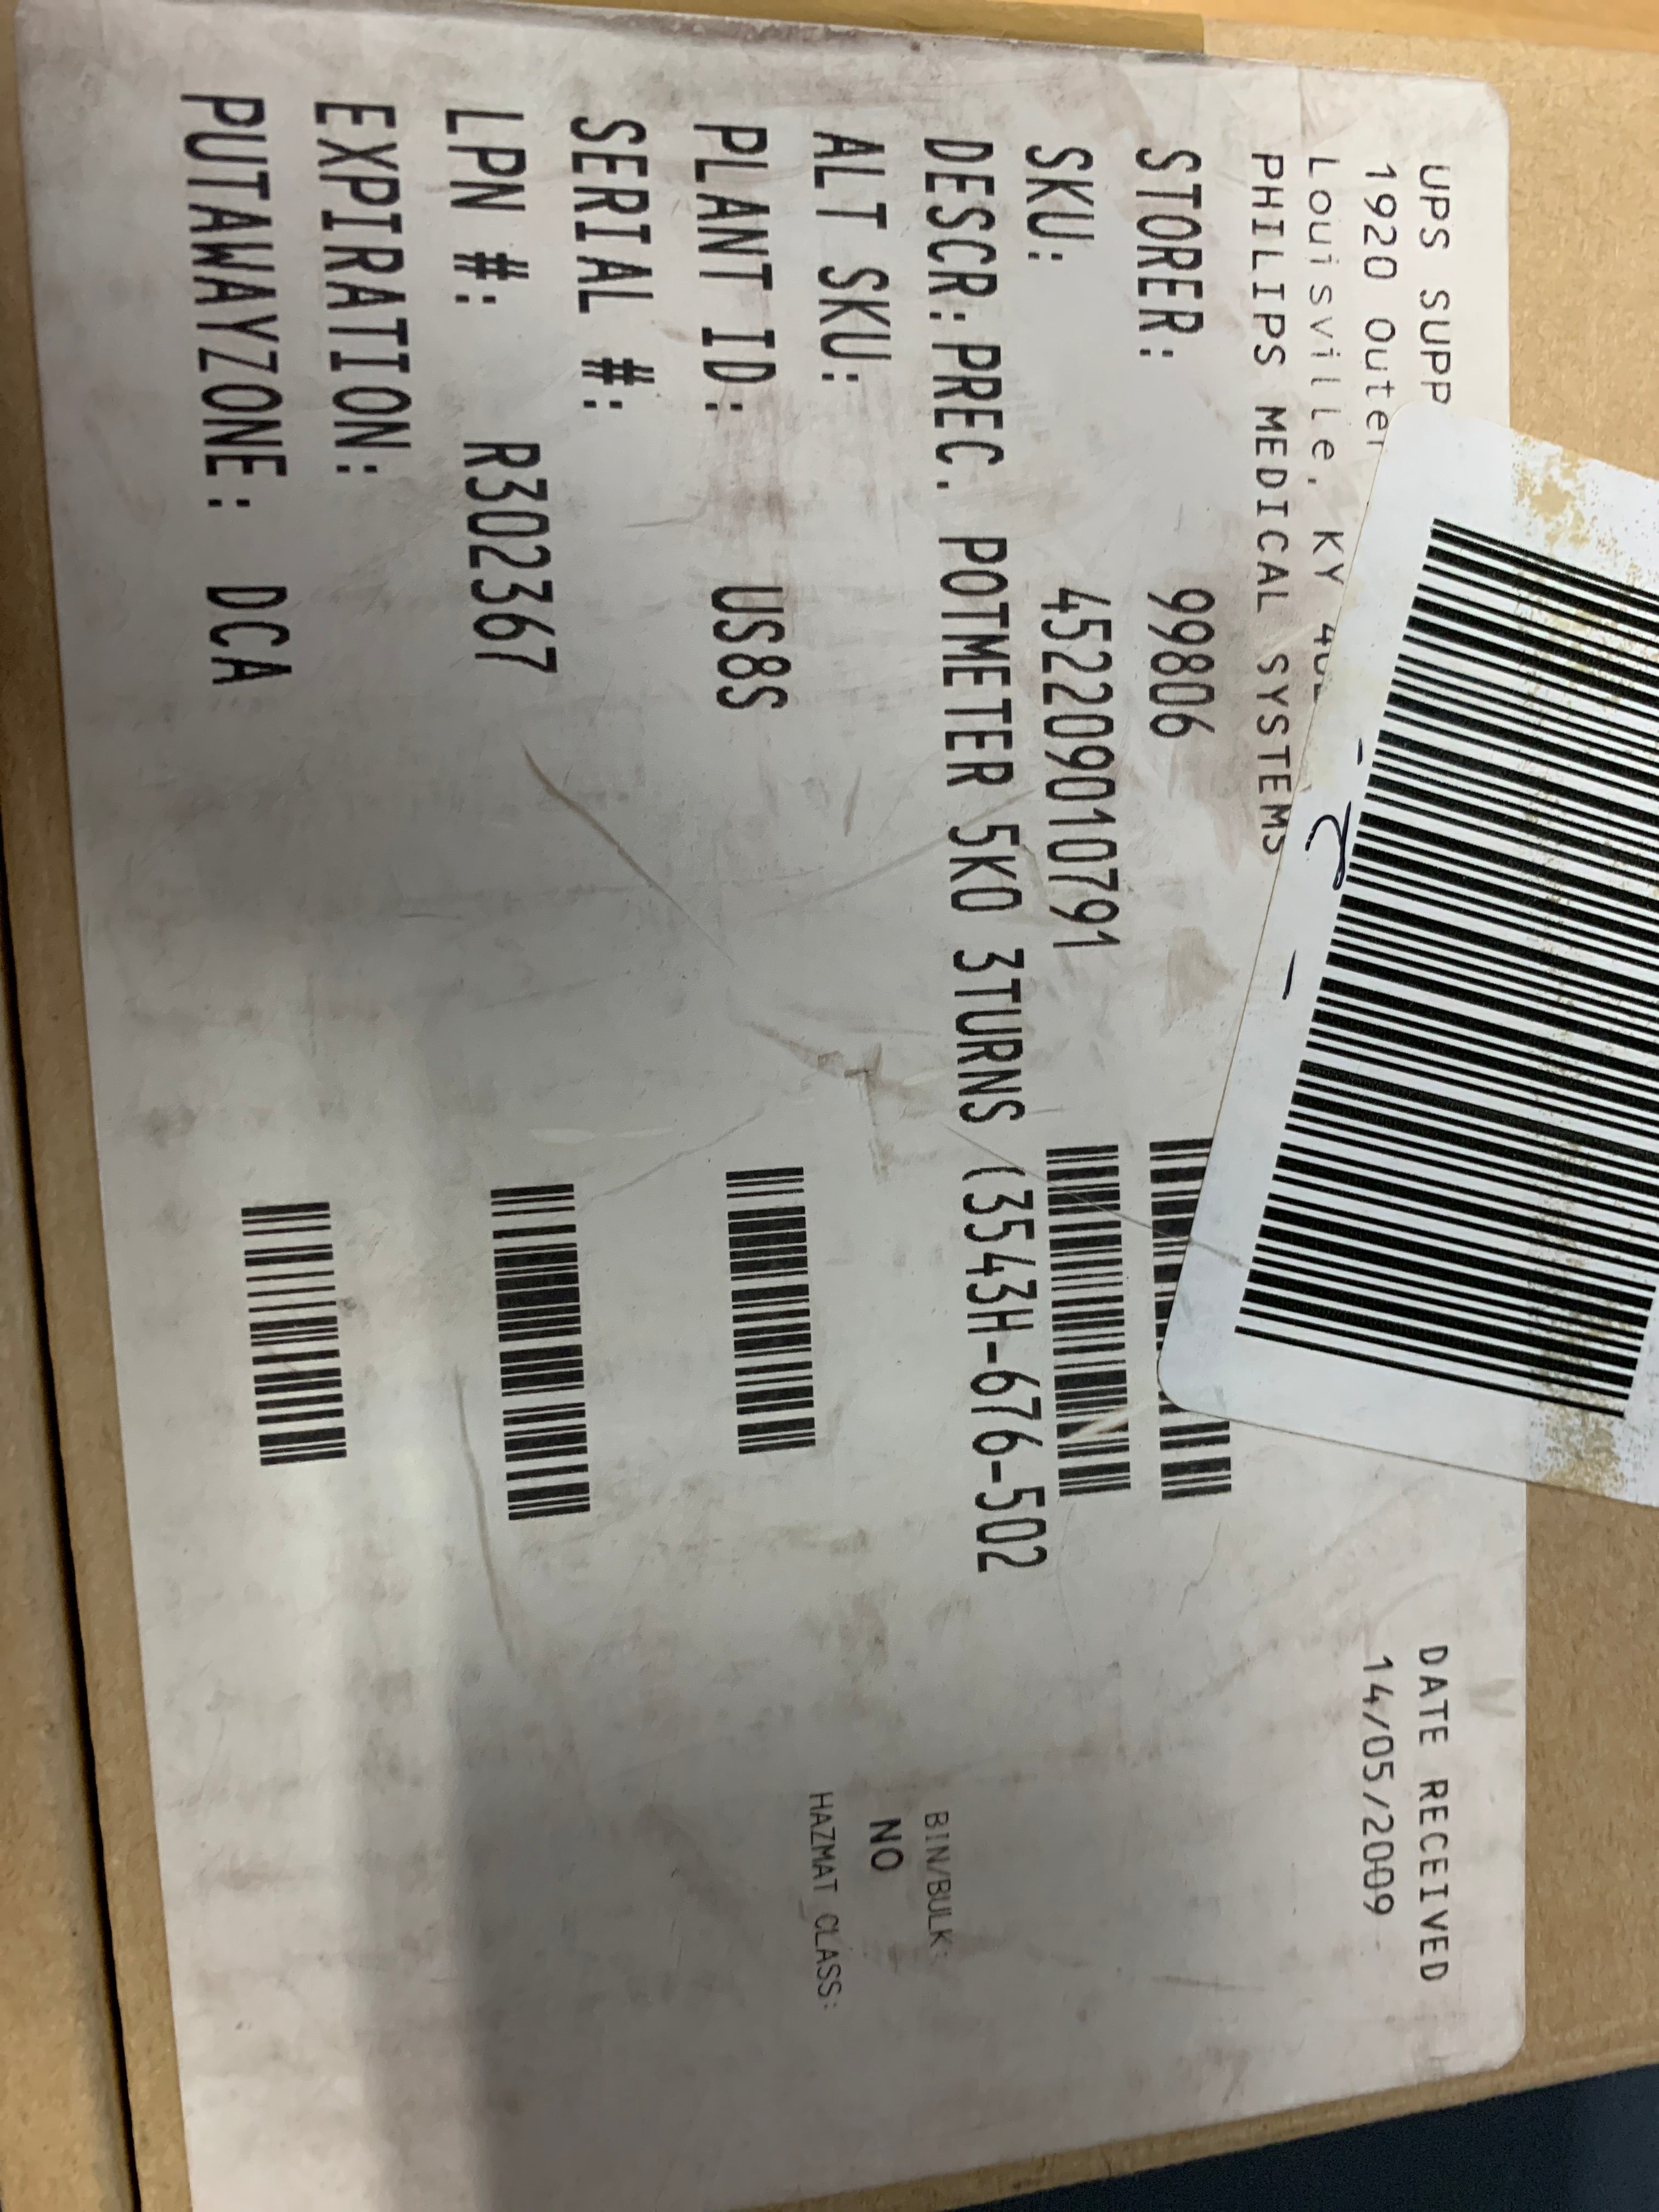 UPS SUPP
1920 Outer
Louisville, KY
PHILIPS MEDICAL SYSTEMS
DATE RECEIVED
14/05/2009
STORER: 99806
SKU: 452209010791
DESCR: PREC. POTMETER 5K0 3TURNS (3543H-676-502
ALT SKU:
BIN/BULK:
NO
PLANT ID: US8S
HAZMAT_CLASS:
SERIAL #:
LPN #: R302367
EXPIRATION:
PUTAWAYZONE: DCA